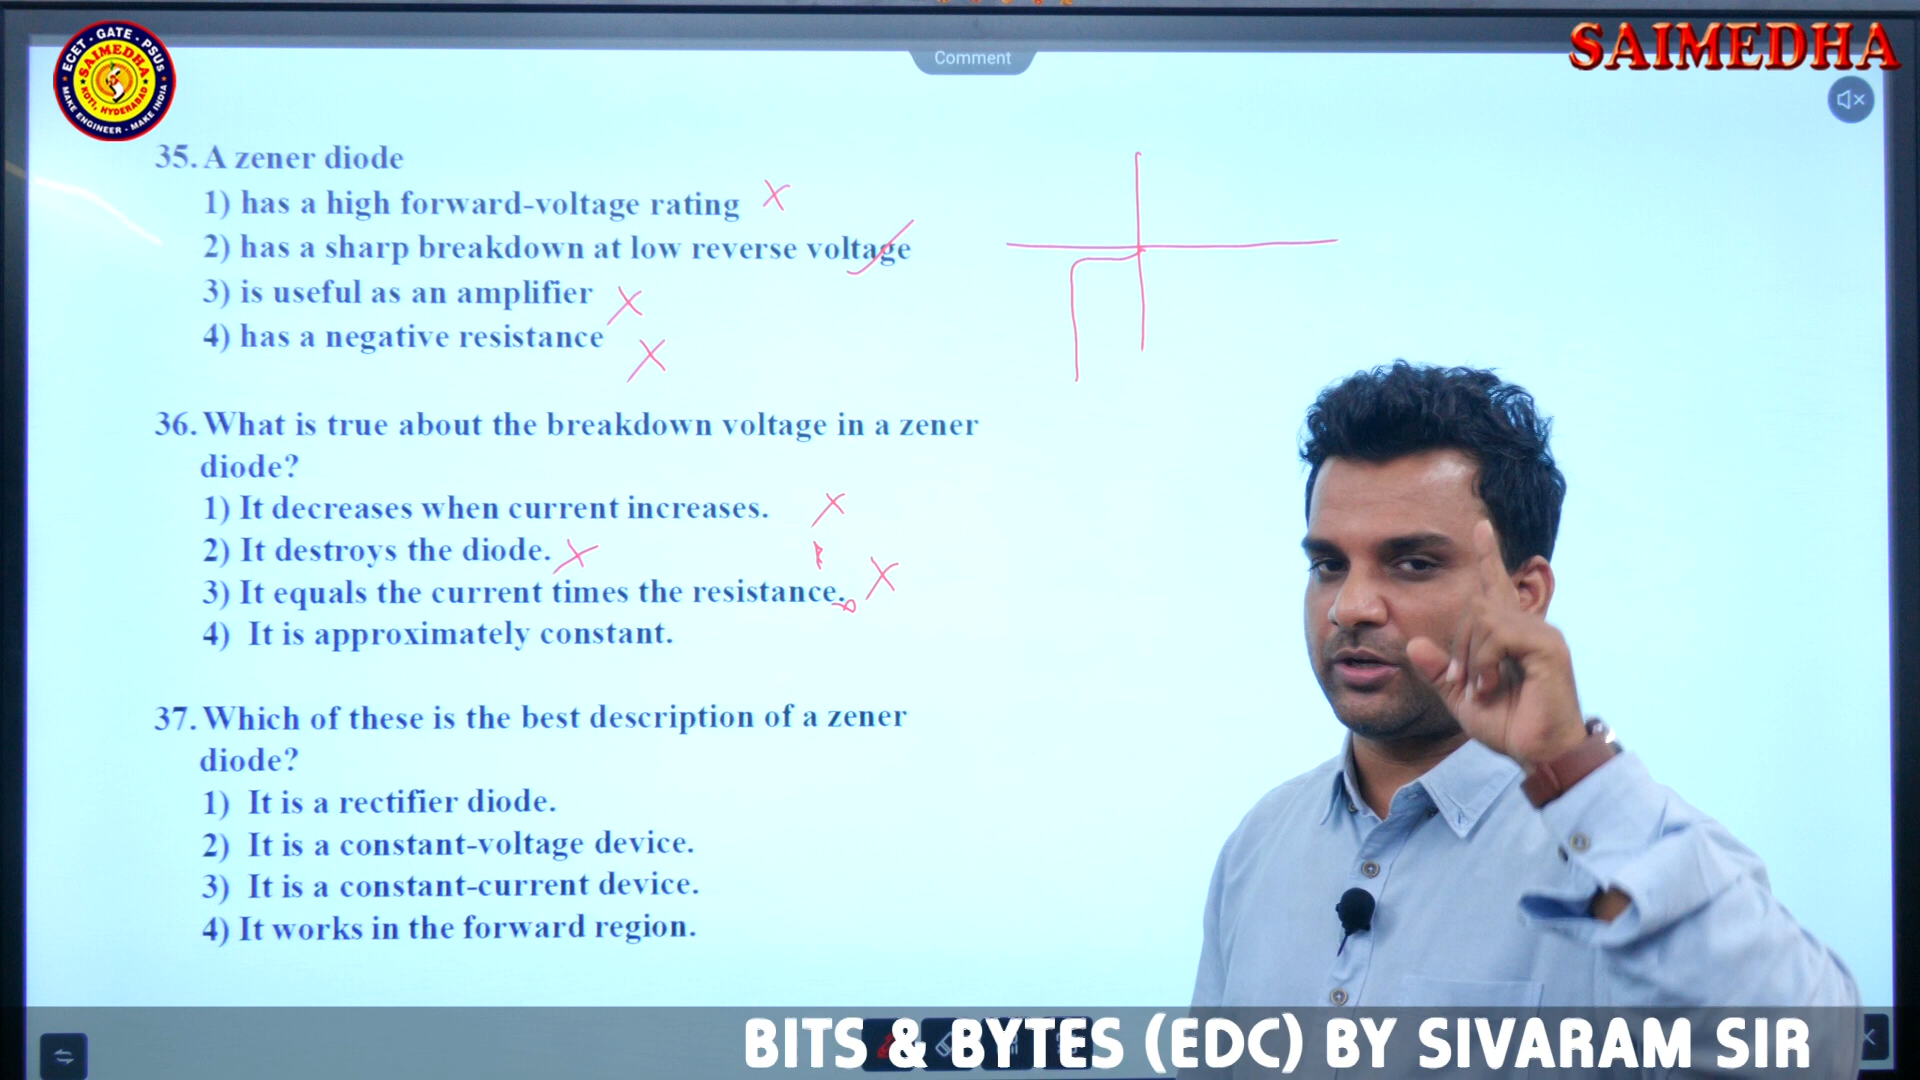 ECET - GATE - PSUs
SAIMEDHA
KOTI, HYDERABAD
MAKE ENGINEER - MAKE INDIA
Comment
SAIMEDHA
35. A zener diode
1) has a high forward-voltage rating
2) has a sharp breakdown at low reverse voltage
3) is useful as an amplifier
4) has a negative resistance
36. What is true about the breakdown voltage in a zener
diode?
1) It decreases when current increases.
2) It destroys the diode.
3) It equals the current times the resistance.
4) It is approximately constant.
37. Which of these is the best description of a zener
diode?
1) It is a rectifier diode.
2) It is a constant-voltage device.
3) It is a constant-current device.
4) It works in the forward region.
BITS & BYTES (EDC) BY SIVARAM SIR